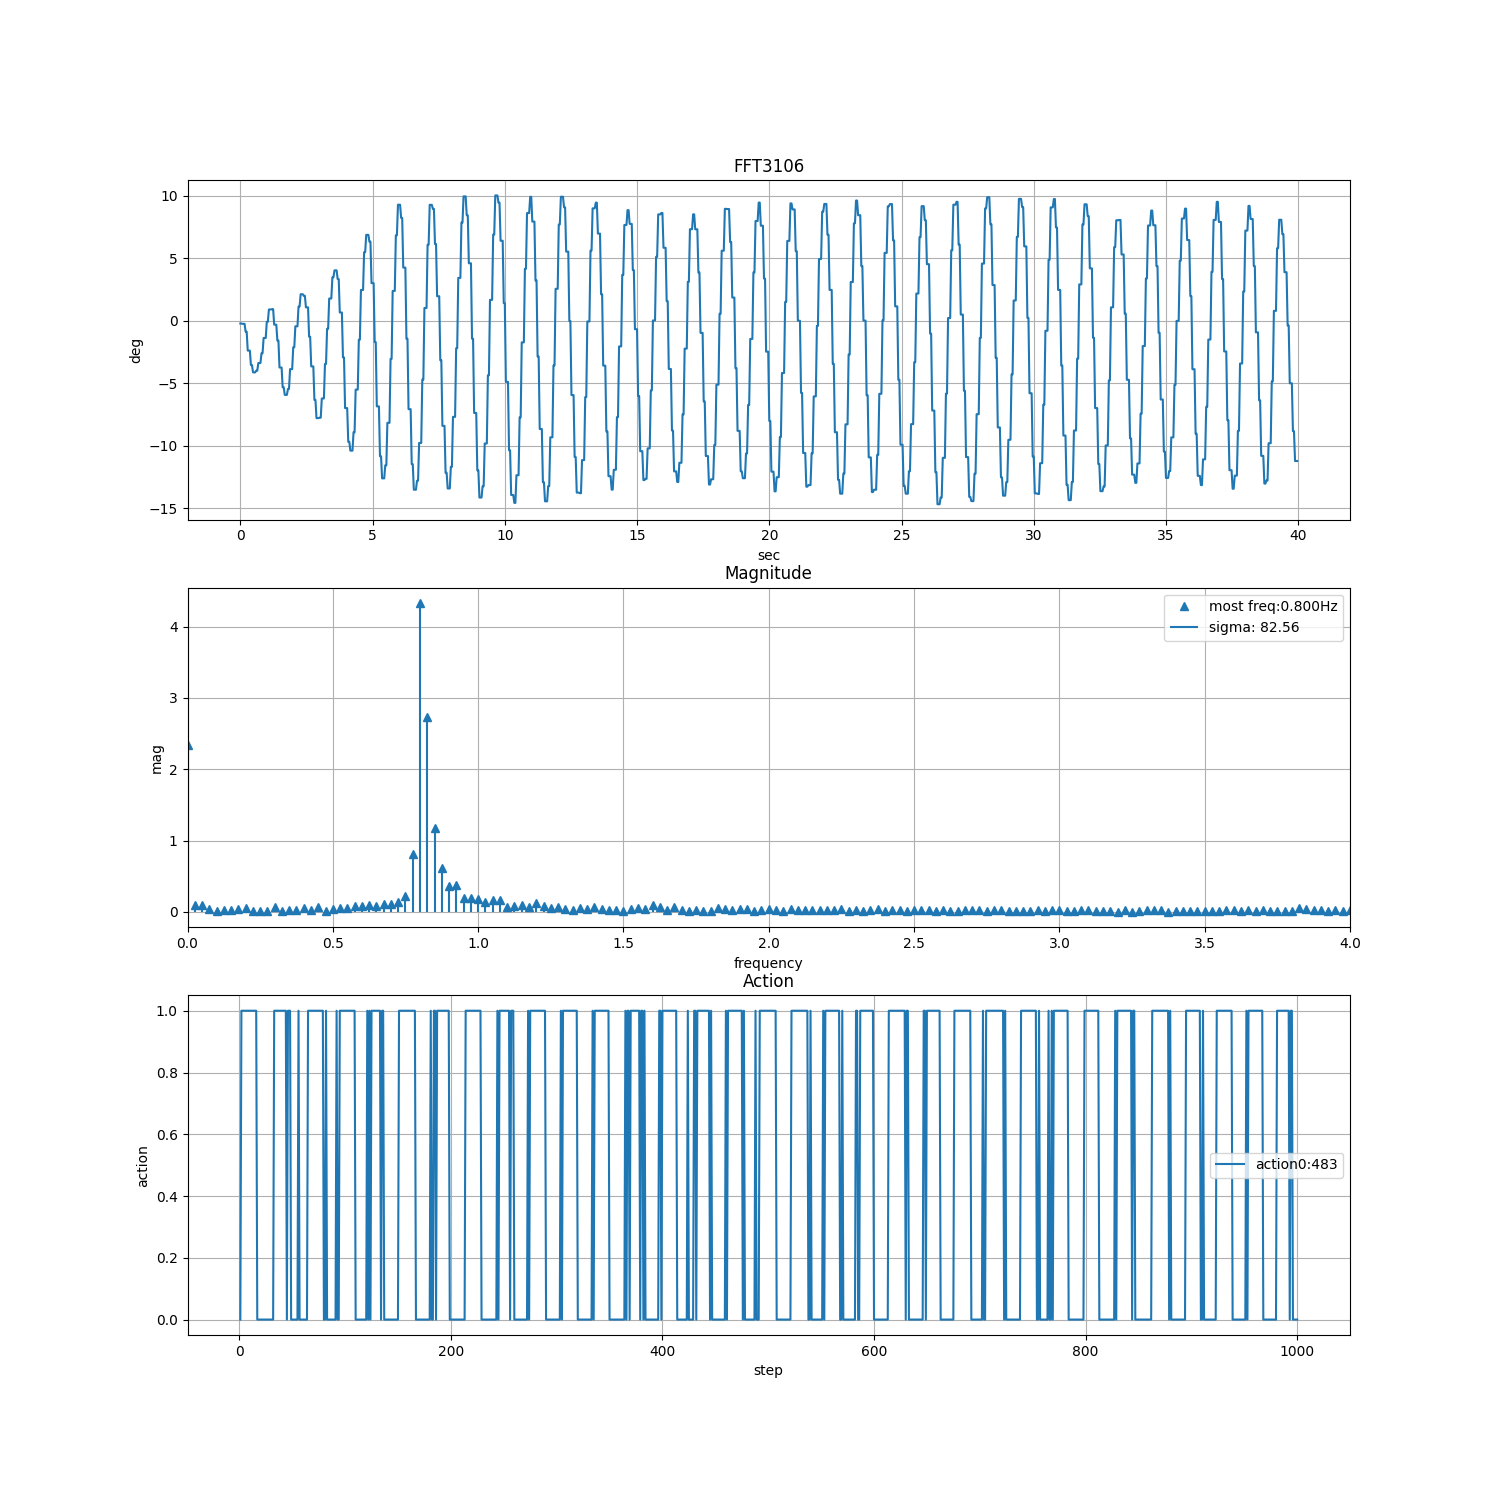 FFT3106
10
5
0
−5
−10
−15
deg
0 5 10 15 20 25 30 35 40
sec
Magnitude
most freq:0.800Hz
sigma: 82.56
4
3
2
1
0
mag
0.0 0.5 1.0 1.5 2.0 2.5 3.0 3.5 4.0
frequency
Action
1.0
0.8
0.6
0.4
0.2
0.0
action
action0:483
0 200 400 600 800 1000
step